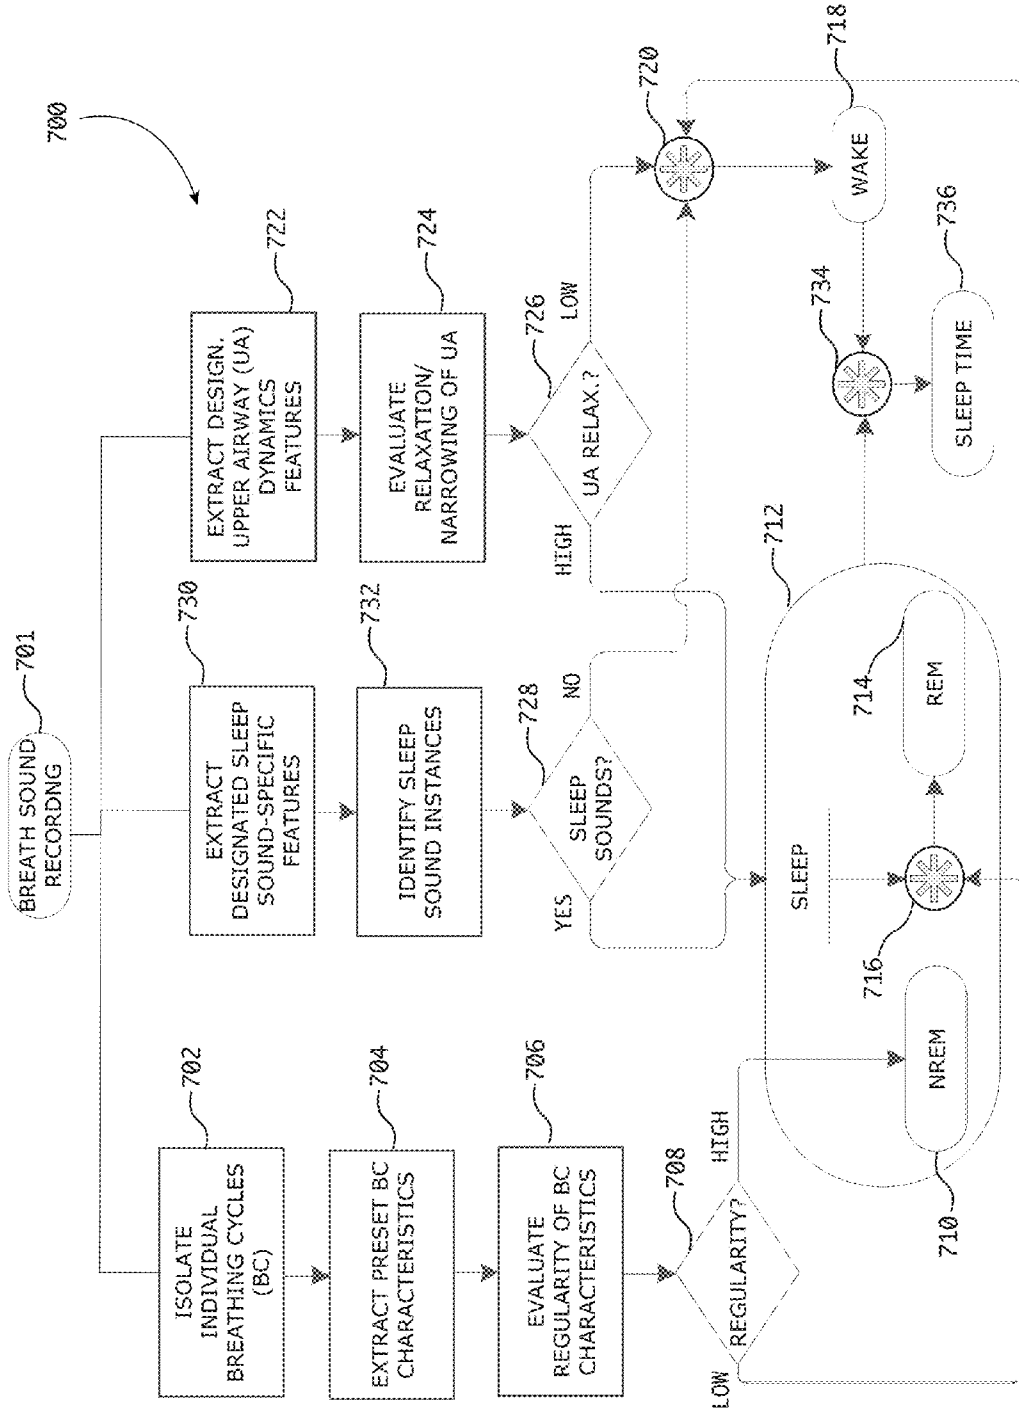 700
BREATH SOUND
RECORDNG
701
ISOLATE
INDIVIDUAL
BREATHING CYCLES
(BC)
702
EXTRACT PRESET BC
CHARACTERISTICS
704
EVALUATE
REGULARITY OF BC
CHARACTERISTICS
706
REGULARITY?
708
LOW
HIGH
EXTRACT
DESIGNATED SLEEP
SOUND-SPECIFIC
FEATURES
730
IDENTIFY SLEEP
SOUND INSTANCES
732
SLEEP
SOUNDS?
728
YES
NO
EXTRACT DESIGN.
UPPER AIRWAY (UA)
DYNAMICS
FEATURES
722
EVALUATE
RELAXATION/
NARROWING OF UA
724
UA RELAX.?
726
HIGH
LOW
720
WAKE
718
SLEEP
712
NREM
710
716
REM
714
734
SLEEP TIME
736